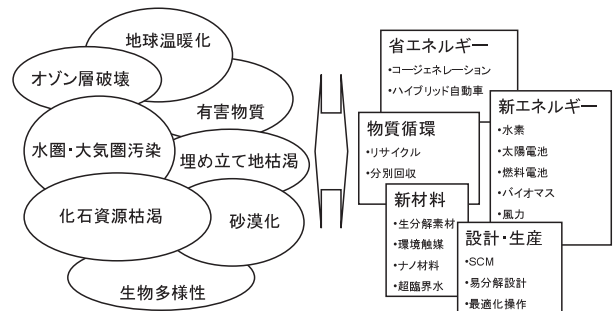 地球温暖化
オゾン層破壊
有害物質
水圏・大気圏汚染
埋め立て地枯渇
化石資源枯渇
砂漠化
生物多様性
省エネルギー
•コージェネレーション
•ハイブリッド自動車
物質循環
•リサイクル
•分別回収
新エネルギー
•水素
•太陽電池
•燃料電池
•バイオマス
•風力
新材料
•生分解素材
•環境触媒
•ナノ材料
•超臨界水
設計・生産
•SCM
•易分解設計
•最適化操作